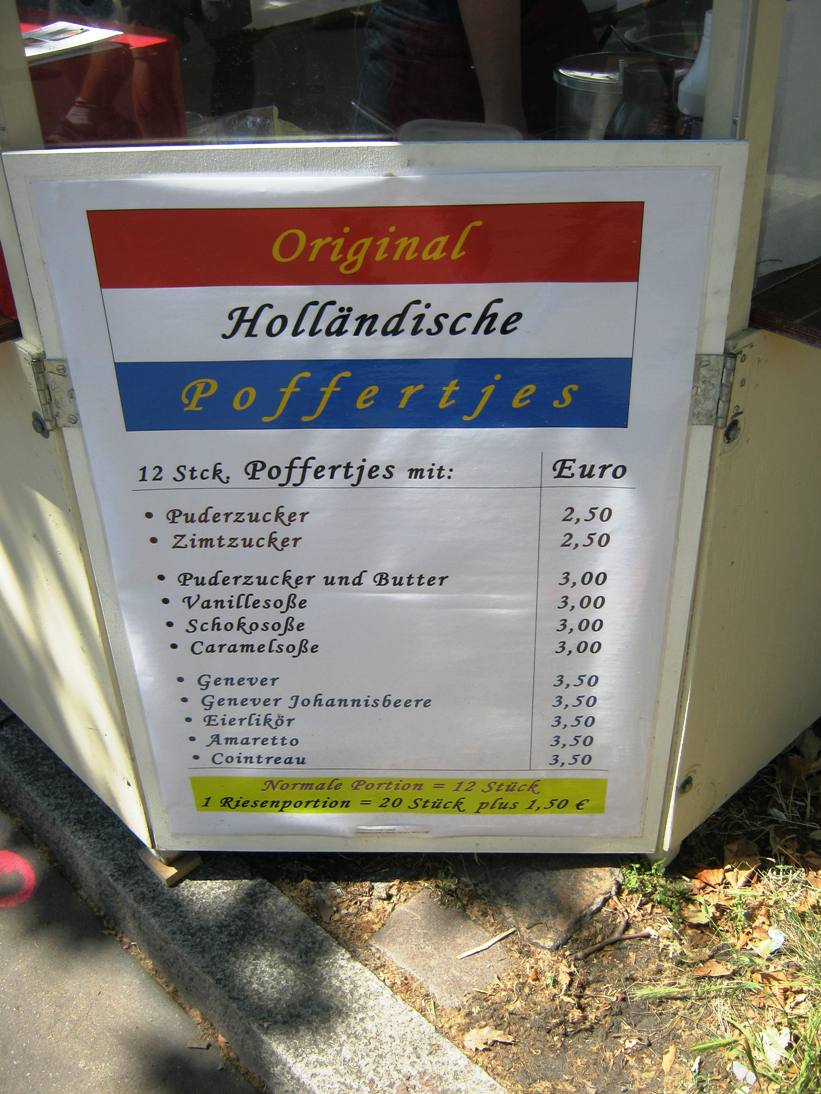 Original
Holländische
Poffertjes
12 Stck. Poffertjes mit: Euro
• Puderzucker 2,50
• Zimtzucker 2,50
• Puderzucker und Butter 3,00
• Vanillesoße 3,00
• Schokosoße 3,00
• Caramelsoße 3,00
• Genever 3,50
• Genever Johannisbeere 3,50
• Eierlikör 3,50
• Amaretto 3,50
• Cointreau 3,50
Normale Portion = 12 Stück
1 Riesenportion = 20 Stück plus 1,50 €